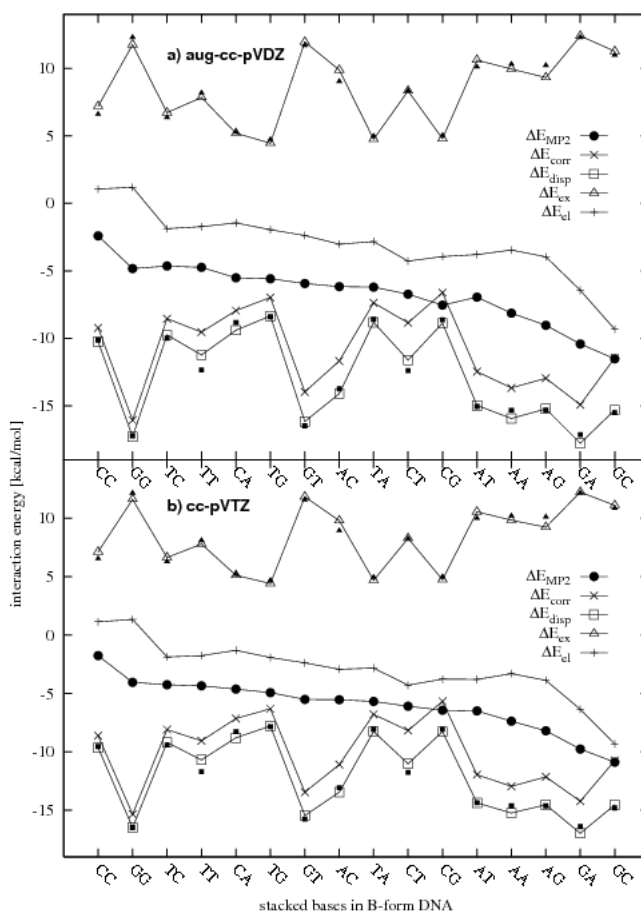 a) aug-cc-pVDZ
10
5
0
-5
-10
-15
ΔE_MP2
ΔE_corr
ΔE_disp
ΔE_ex
ΔE_el
CC GG TC TT CA TG GT AC TA CT CG AT AA AG GA GC
interaction energy [kcal/mol]
b) cc-pVTZ
10
5
0
-5
-10
-15
ΔE_MP2
ΔE_corr
ΔE_disp
ΔE_ex
ΔE_el
CC GG TC TT CA TG GT AC TA CT CG AT AA AG GA GC
stacked bases in B-form DNA